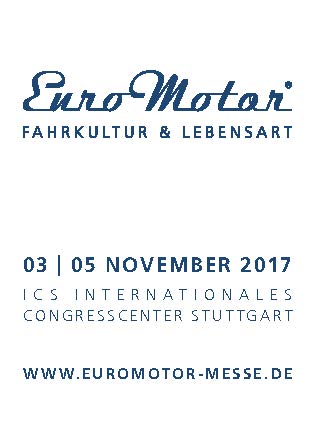 EuroMotor
FAHRKULTUR & LEBENSART
03 | 05 NOVEMBER 2017
ICS INTERNATIONALES
CONGRESSCENTER STUTTGART
WWW.EUROMOTOR-MESSE.DE